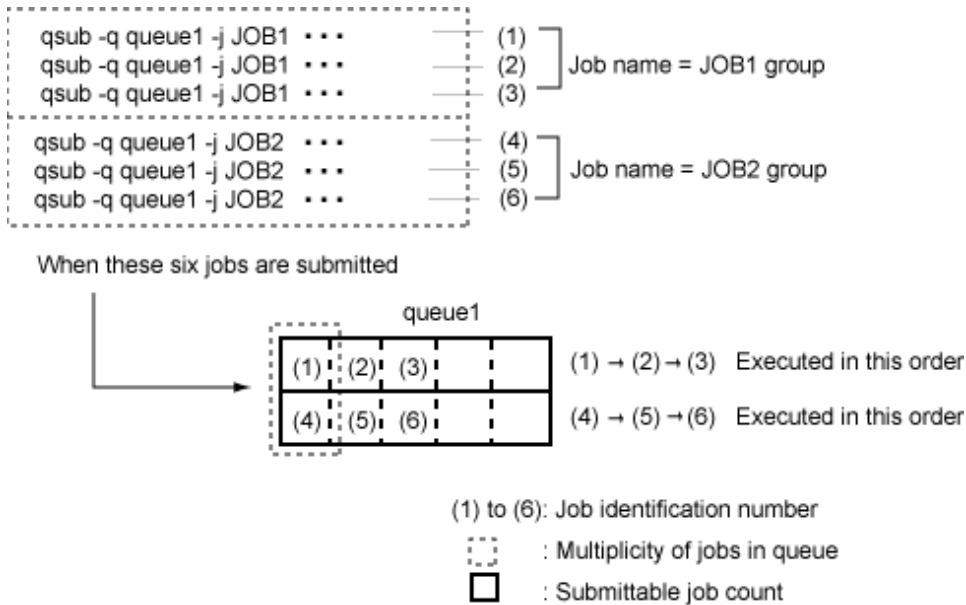 qsub -q queue1 -j JOB1 ･･･ (1)
qsub -q queue1 -j JOB1 ･･･ (2) Job name = JOB1 group
qsub -q queue1 -j JOB1 ･･･ (3)
qsub -q queue1 -j JOB2 ･･･ (4)
qsub -q queue1 -j JOB2 ･･･ (5) Job name = JOB2 group
qsub -q queue1 -j JOB2 ･･･ (6)
When these six jobs are submitted
queue1
(1) (2) (3) (1) → (2) → (3) Executed in this order
(4) (5) (6) (4) → (5) → (6) Executed in this order
(1) to (6): Job identification number
: Multiplicity of jobs in queue
: Submittable job count